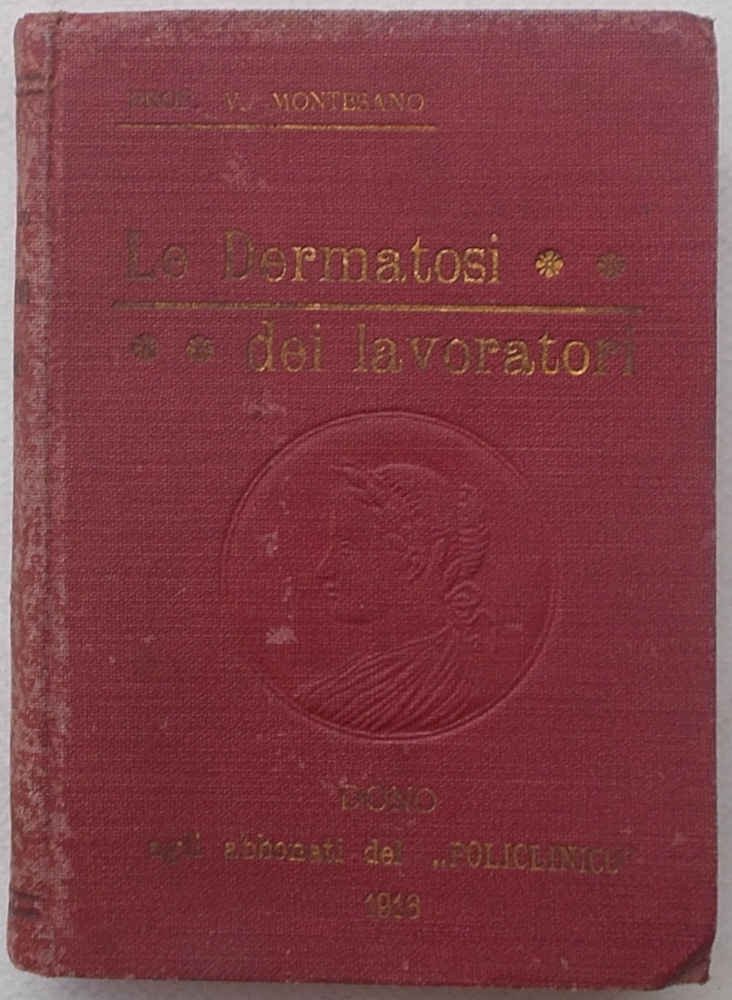 PROF. V. MONTESANO
Le Dermatosi
dei lavoratori
DONO
agli abbonati del „POLICLINICO"
1916